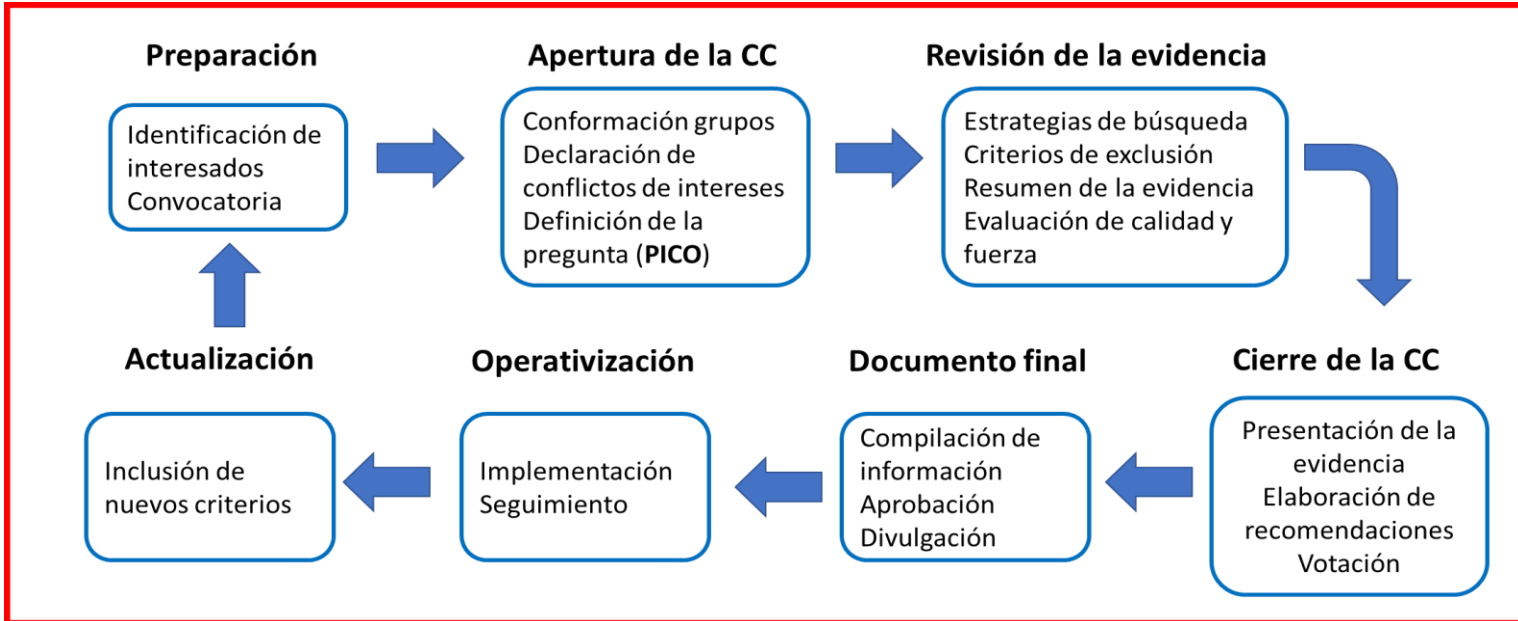 Preparación
Identificación de
interesados
Convocatoria
Apertura de la CC
Conformación grupos
Declaración de
conflictos de intereses
Definición de la
pregunta (PICO)
Revisión de la evidencia
Estrategias de búsqueda
Criterios de exclusión
Resumen de la evidencia
Evaluación de calidad y
fuerza
Cierre de la CC
Presentación de la
evidencia
Elaboración de
recomendaciones
Votación
Documento final
Compilación de
información
Aprobación
Divulgación
Operativización
Implementación
Seguimiento
Actualización
Inclusión de
nuevos criterios